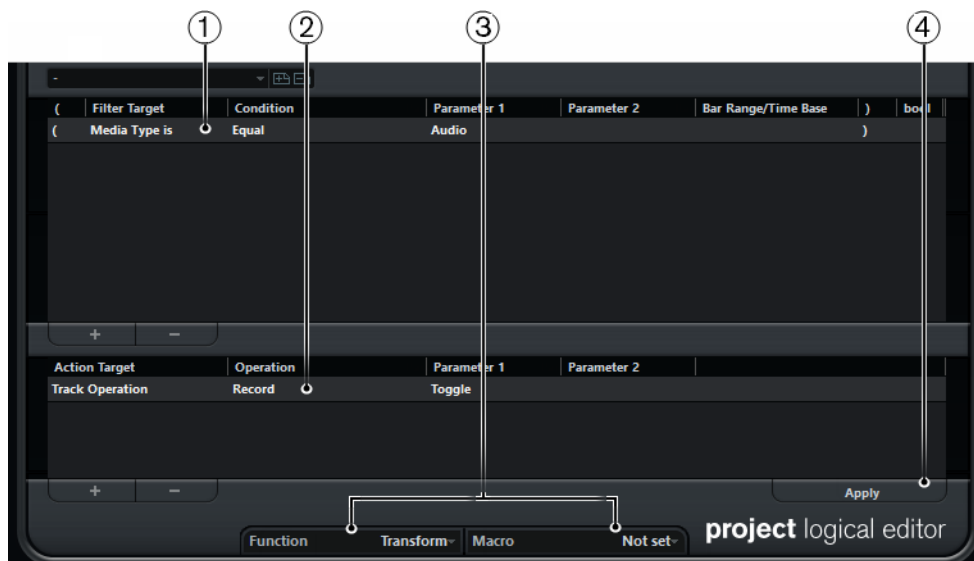 ① ② ③ ④
-
( Filter Target Condition Parameter 1 Parameter 2 Bar Range/Time Base ) bool
( Media Type is Equal Audio )
+ −
Action Target Operation Parameter 1 Parameter 2
Track Operation Record Toggle
+ − Apply
Function Transform Macro Not set
project logical editor